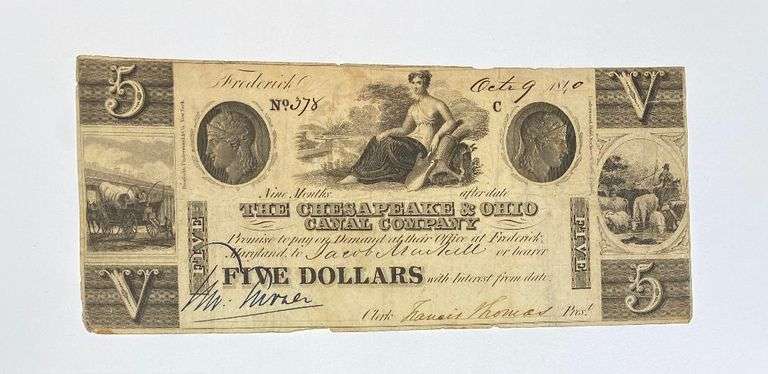 5
V
Frederick
Octr 9 1840
No 378
C
Nine Months after date
THE CHESAPEAKE & OHIO
CANAL COMPANY
Promise to pay on Demand at their Office at Frederick,
Maryland, to Jacob or bearer
FIVE DOLLARS with Interest from date
FIVE
FIVE
Turner
Clerk Francis Thomas Prest
V
5